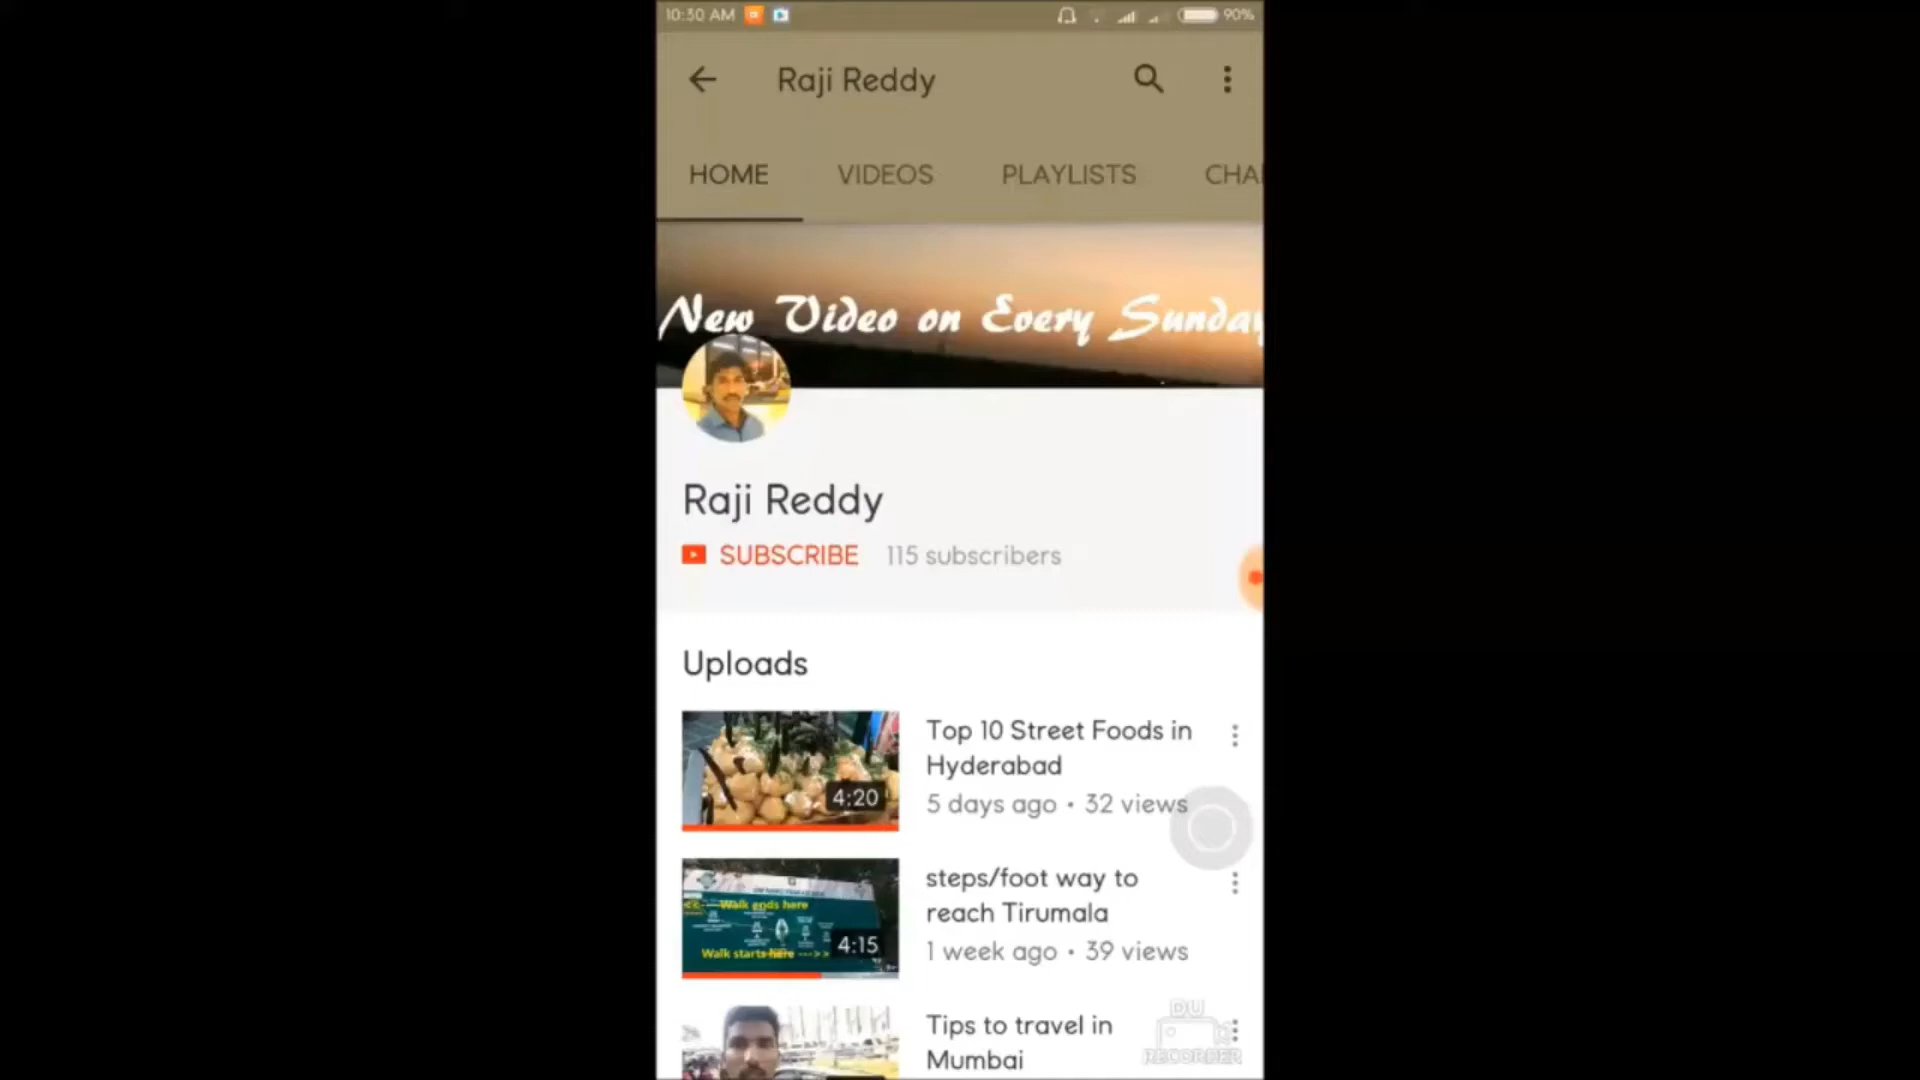 10:30 AM
90%
Raji Reddy
HOME
VIDEOS
PLAYLISTS
CHA
New Video on Every Sunday
Raji Reddy
SUBSCRIBE
115 subscribers
Uploads
4:20
Top 10 Street Foods in
Hyderabad
5 days ago • 32 views
Walk ends here
Walk starts here --->>
4:15
steps/foot way to
reach Tirumala
1 week ago • 39 views
Tips to travel in
Mumbai
DU
RECORDER